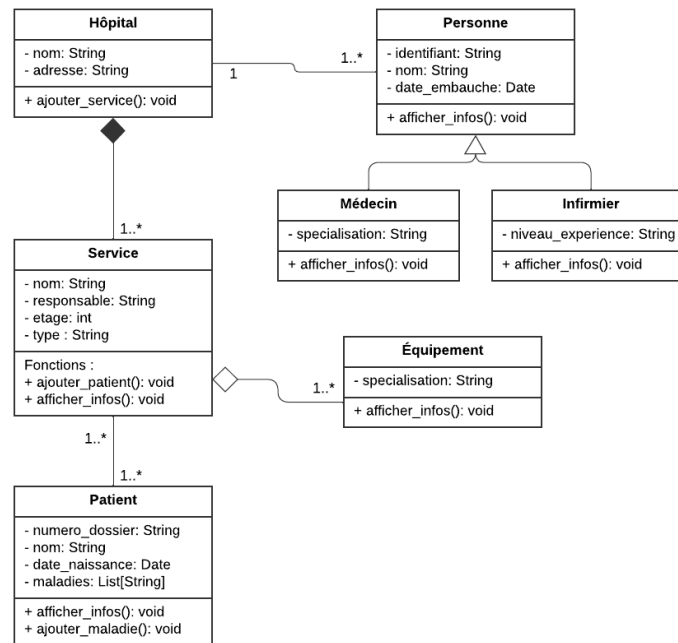 Hôpital
- nom: String
- adresse: String
+ ajouter_service(): void
1
1..*
Personne
- identifiant: String
- nom: String
- date_embauche: Date
+ afficher_infos(): void
Médecin
- specialisation: String
+ afficher_infos(): void
Infirmier
- niveau_experience: String
+ afficher_infos(): void
1..*
Service
- nom: String
- responsable: String
- etage: int
- type : String
Fonctions :
+ ajouter_patient(): void
+ afficher_infos(): void
1..*
Équipement
- specialisation: String
+ afficher_infos(): void
1..*
1..*
Patient
- numero_dossier: String
- nom: String
- date_naissance: Date
- maladies: List[String]
+ afficher_infos(): void
+ ajouter_maladie(): void